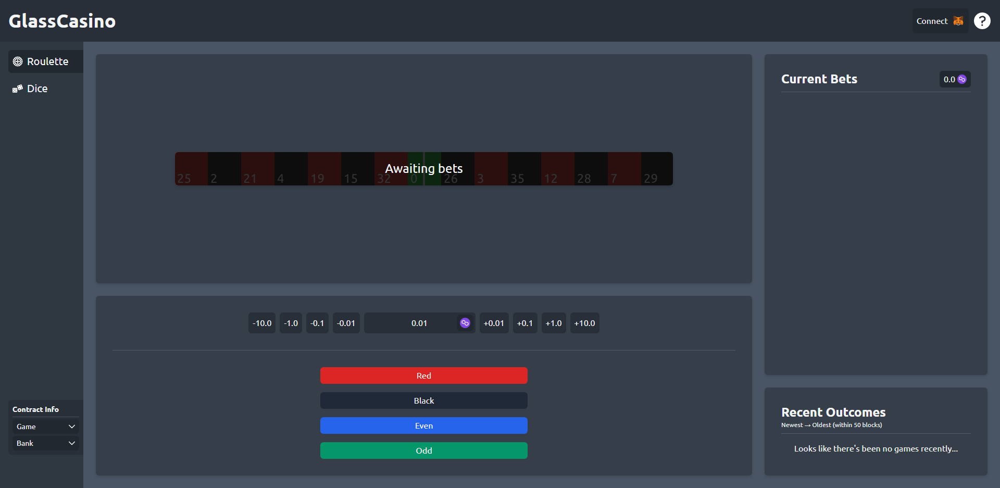 GlassCasino
Connect
?
Roulette
Dice
25 2 21 4 19 15 32 0 26 3 35 12 28 7 29
Awaiting bets
Current Bets
0.0
-10.0 -1.0 -0.1 -0.01 0.01 +0.01 +0.1 +1.0 +10.0
Red
Black
Even
Odd
Contract Info
Game
Bank
Recent Outcomes
Newest → Oldest (within 50 blocks)
Looks like there's been no games recently...